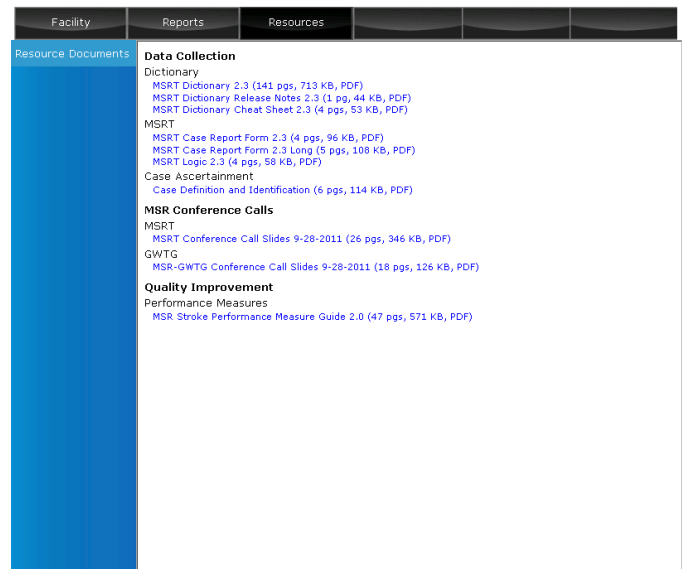 Facility Reports Resources
Resource Documents
Data Collection
Dictionary
MSRT Dictionary 2.3 (141 pgs, 713 KB, PDF)
MSRT Dictionary Release Notes 2.3 (1 pg, 44 KB, PDF)
MSRT Dictionary Cheat Sheet 2.3 (4 pgs, 53 KB, PDF)
MSRT
MSRT Case Report Form 2.3 (4 pgs, 96 KB, PDF)
MSRT Case Report Form 2.3 Long (5 pgs, 108 KB, PDF)
MSRT Logic 2.3 (4 pgs, 58 KB, PDF)
Case Ascertainment
Case Definition and Identification (6 pgs, 114 KB, PDF)
MSR Conference Calls
MSRT
MSRT Conference Call Slides 9-28-2011 (26 pgs, 346 KB, PDF)
GWTG
MSR-GWTG Conference Call Slides 9-28-2011 (18 pgs, 126 KB, PDF)
Quality Improvement
Performance Measures
MSR Stroke Performance Measure Guide 2.0 (47 pgs, 571 KB, PDF)